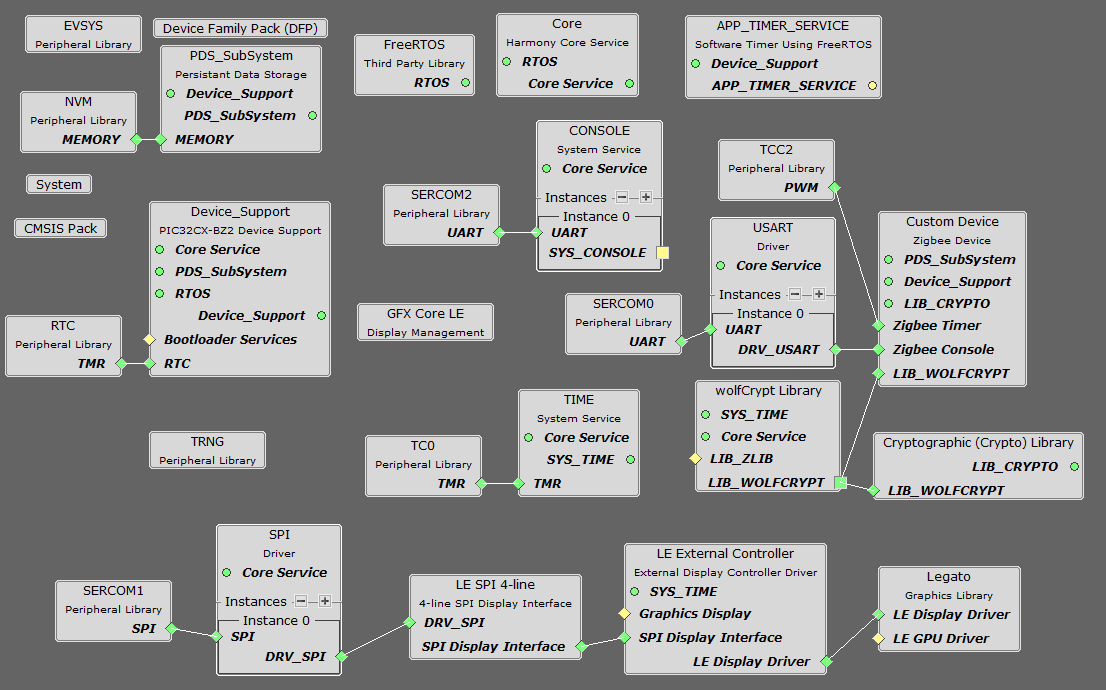 EVSYS
Peripheral Library
Device Family Pack (DFP)
PDS_SubSystem
Persistant Data Storage
Device_Support
PDS_SubSystem
MEMORY
NVM
Peripheral Library
MEMORY
System
CMSIS Pack
FreeRTOS
Third Party Library
RTOS
Core
Harmony Core Service
RTOS
Core Service
APP_TIMER_SERVICE
Software Timer Using FreeRTOS
Device_Support
APP_TIMER_SERVICE
CONSOLE
System Service
Core Service
Instances
Instance 0
UART
SYS_CONSOLE
SERCOM2
Peripheral Library
UART
TCC2
Peripheral Library
PWM
Device_Support
PIC32CX-BZ2 Device Support
Core Service
PDS_SubSystem
RTOS
Device_Support
Bootloader Services
RTC
RTC
Peripheral Library
TMR
USART
Driver
Core Service
Instances
Instance 0
UART
DRV_USART
Custom Device
Zigbee Device
PDS_SubSystem
Device_Support
LIB_CRYPTO
Zigbee Timer
Zigbee Console
LIB_WOLFCRYPT
SERCOM0
Peripheral Library
UART
GFX Core LE
Display Management
TRNG
Peripheral Library
TC0
Peripheral Library
TMR
TIME
System Service
Core Service
SYS_TIME
TMR
wolfCrypt Library
SYS_TIME
Core Service
LIB_ZLIB
LIB_WOLFCRYPT
Cryptographic (Crypto) Library
LIB_CRYPTO
LIB_WOLFCRYPT
SERCOM1
Peripheral Library
SPI
SPI
Driver
Core Service
Instances
Instance 0
SPI
DRV_SPI
LE SPI 4-line
4-line SPI Display Interface
DRV_SPI
SPI Display Interface
LE External Controller
External Display Controller Driver
SYS_TIME
Graphics Display
SPI Display Interface
LE Display Driver
Legato
Graphics Library
LE Display Driver
LE GPU Driver